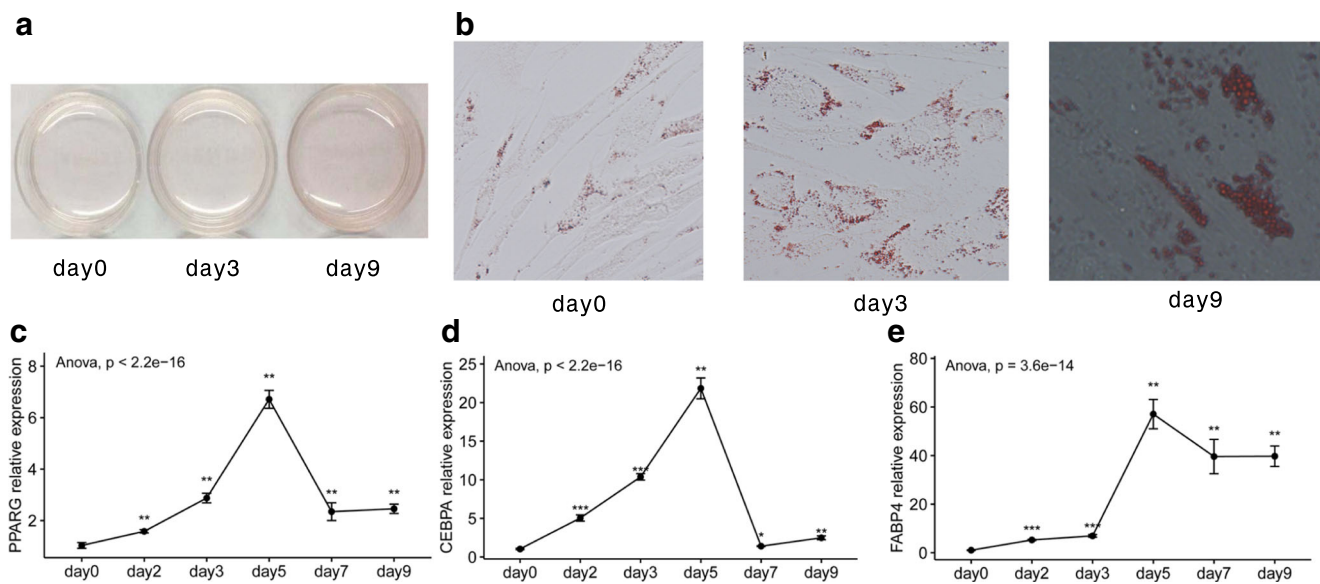 a
b
day0 day3 day9
day0 day3 day9
c
d
e
Anova, p < 2.2e−16
PPARG relative expression
8
6
4
2
** ** ** ** **
day0 day2 day3 day5 day7 day9
Anova, p < 2.2e−16
CEBPA relative expression
25
20
15
10
5
0
*** *** ** * **
day0 day2 day3 day5 day7 day9
Anova, p = 3.6e−14
FABP4 relative expression
80
60
40
20
0
*** *** ** ** **
day0 day2 day3 day5 day7 day9